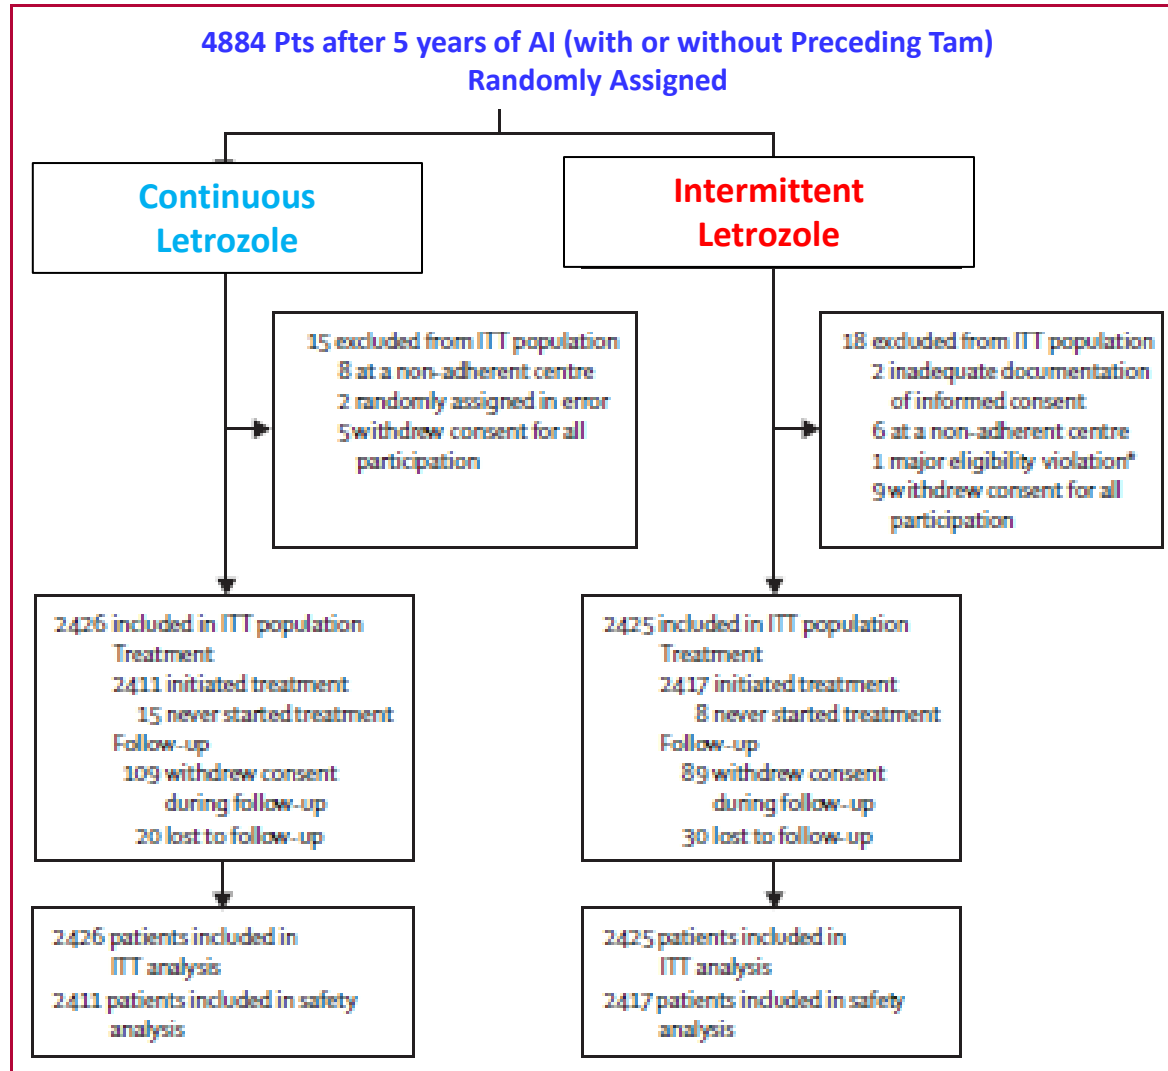 4884 Pts after 5 years of AI (with or without Preceding Tam)
Randomly Assigned
Continuous
Letrozole
Intermittent
Letrozole
15 excluded from ITT population
8 at a non-adherent centre
2 randomly assigned in error
5 withdrew consent for all
participation
18 excluded from ITT population
2 inadequate documentation
of informed consent
6 at a non-adherent centre
1 major eligibility violation*
9 withdrew consent for all
participation
2426 included in ITT population
Treatment
2411 initiated treatment
15 never started treatment
Follow-up
109 withdrew consent
during follow-up
20 lost to follow-up
2425 included in ITT population
Treatment
2417 initiated treatment
8 never started treatment
Follow-up
89 withdrew consent
during follow-up
30 lost to follow-up
2426 patients included in
ITT analysis
2411 patients included in safety
analysis
2425 patients included in
ITT analysis
2417 patients included in safety
analysis